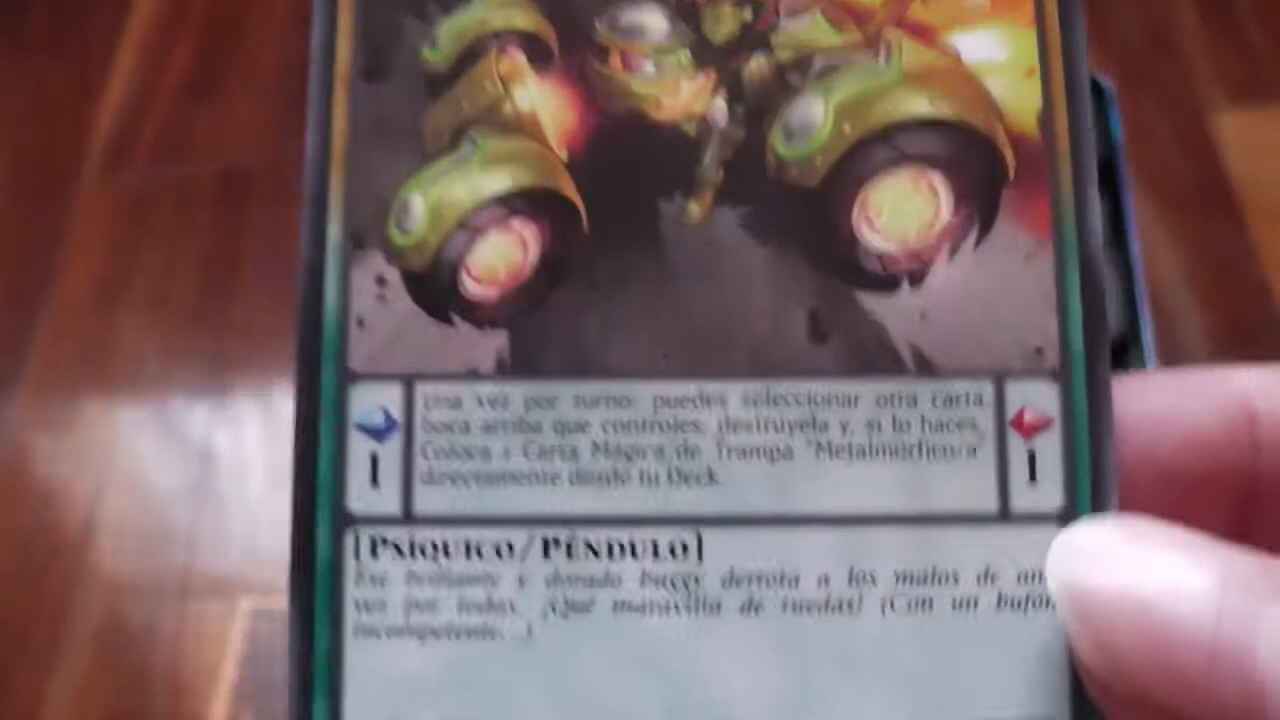 Una vez por turno: puedes seleccionar otra carta
boca arriba que controles; destrúyela y, si lo haces,
Coloca 1 Carta Mágica de Trampa "Metalmórfico/a"
directamente desde tu Deck.
1
1
[PSÍQUICO/PÉNDULO]
Ese brillante y dorado buggy derrota a los malos de una
vez por todas. ¡Qué maravilla de ruedas! (Con un bufón
incompetente...)